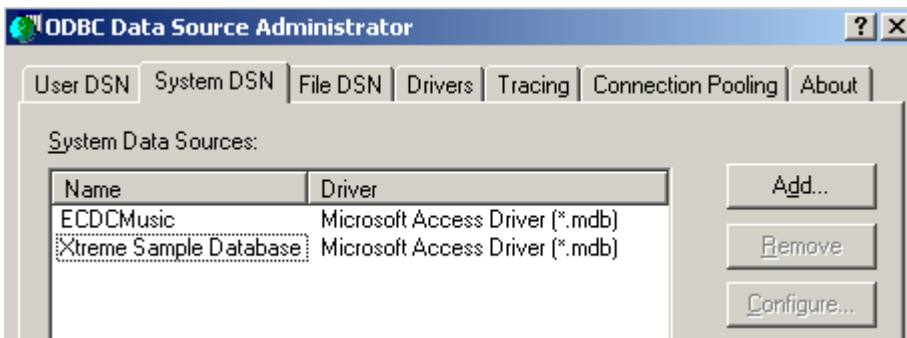 ODBC Data Source Administrator
User DSN System DSN File DSN Drivers Tracing Connection Pooling About
System Data Sources:
Name Driver
ECDCMusic Microsoft Access Driver (*.mdb)
Xtreme Sample Database Microsoft Access Driver (*.mdb)
Add...
Remove
Configure...